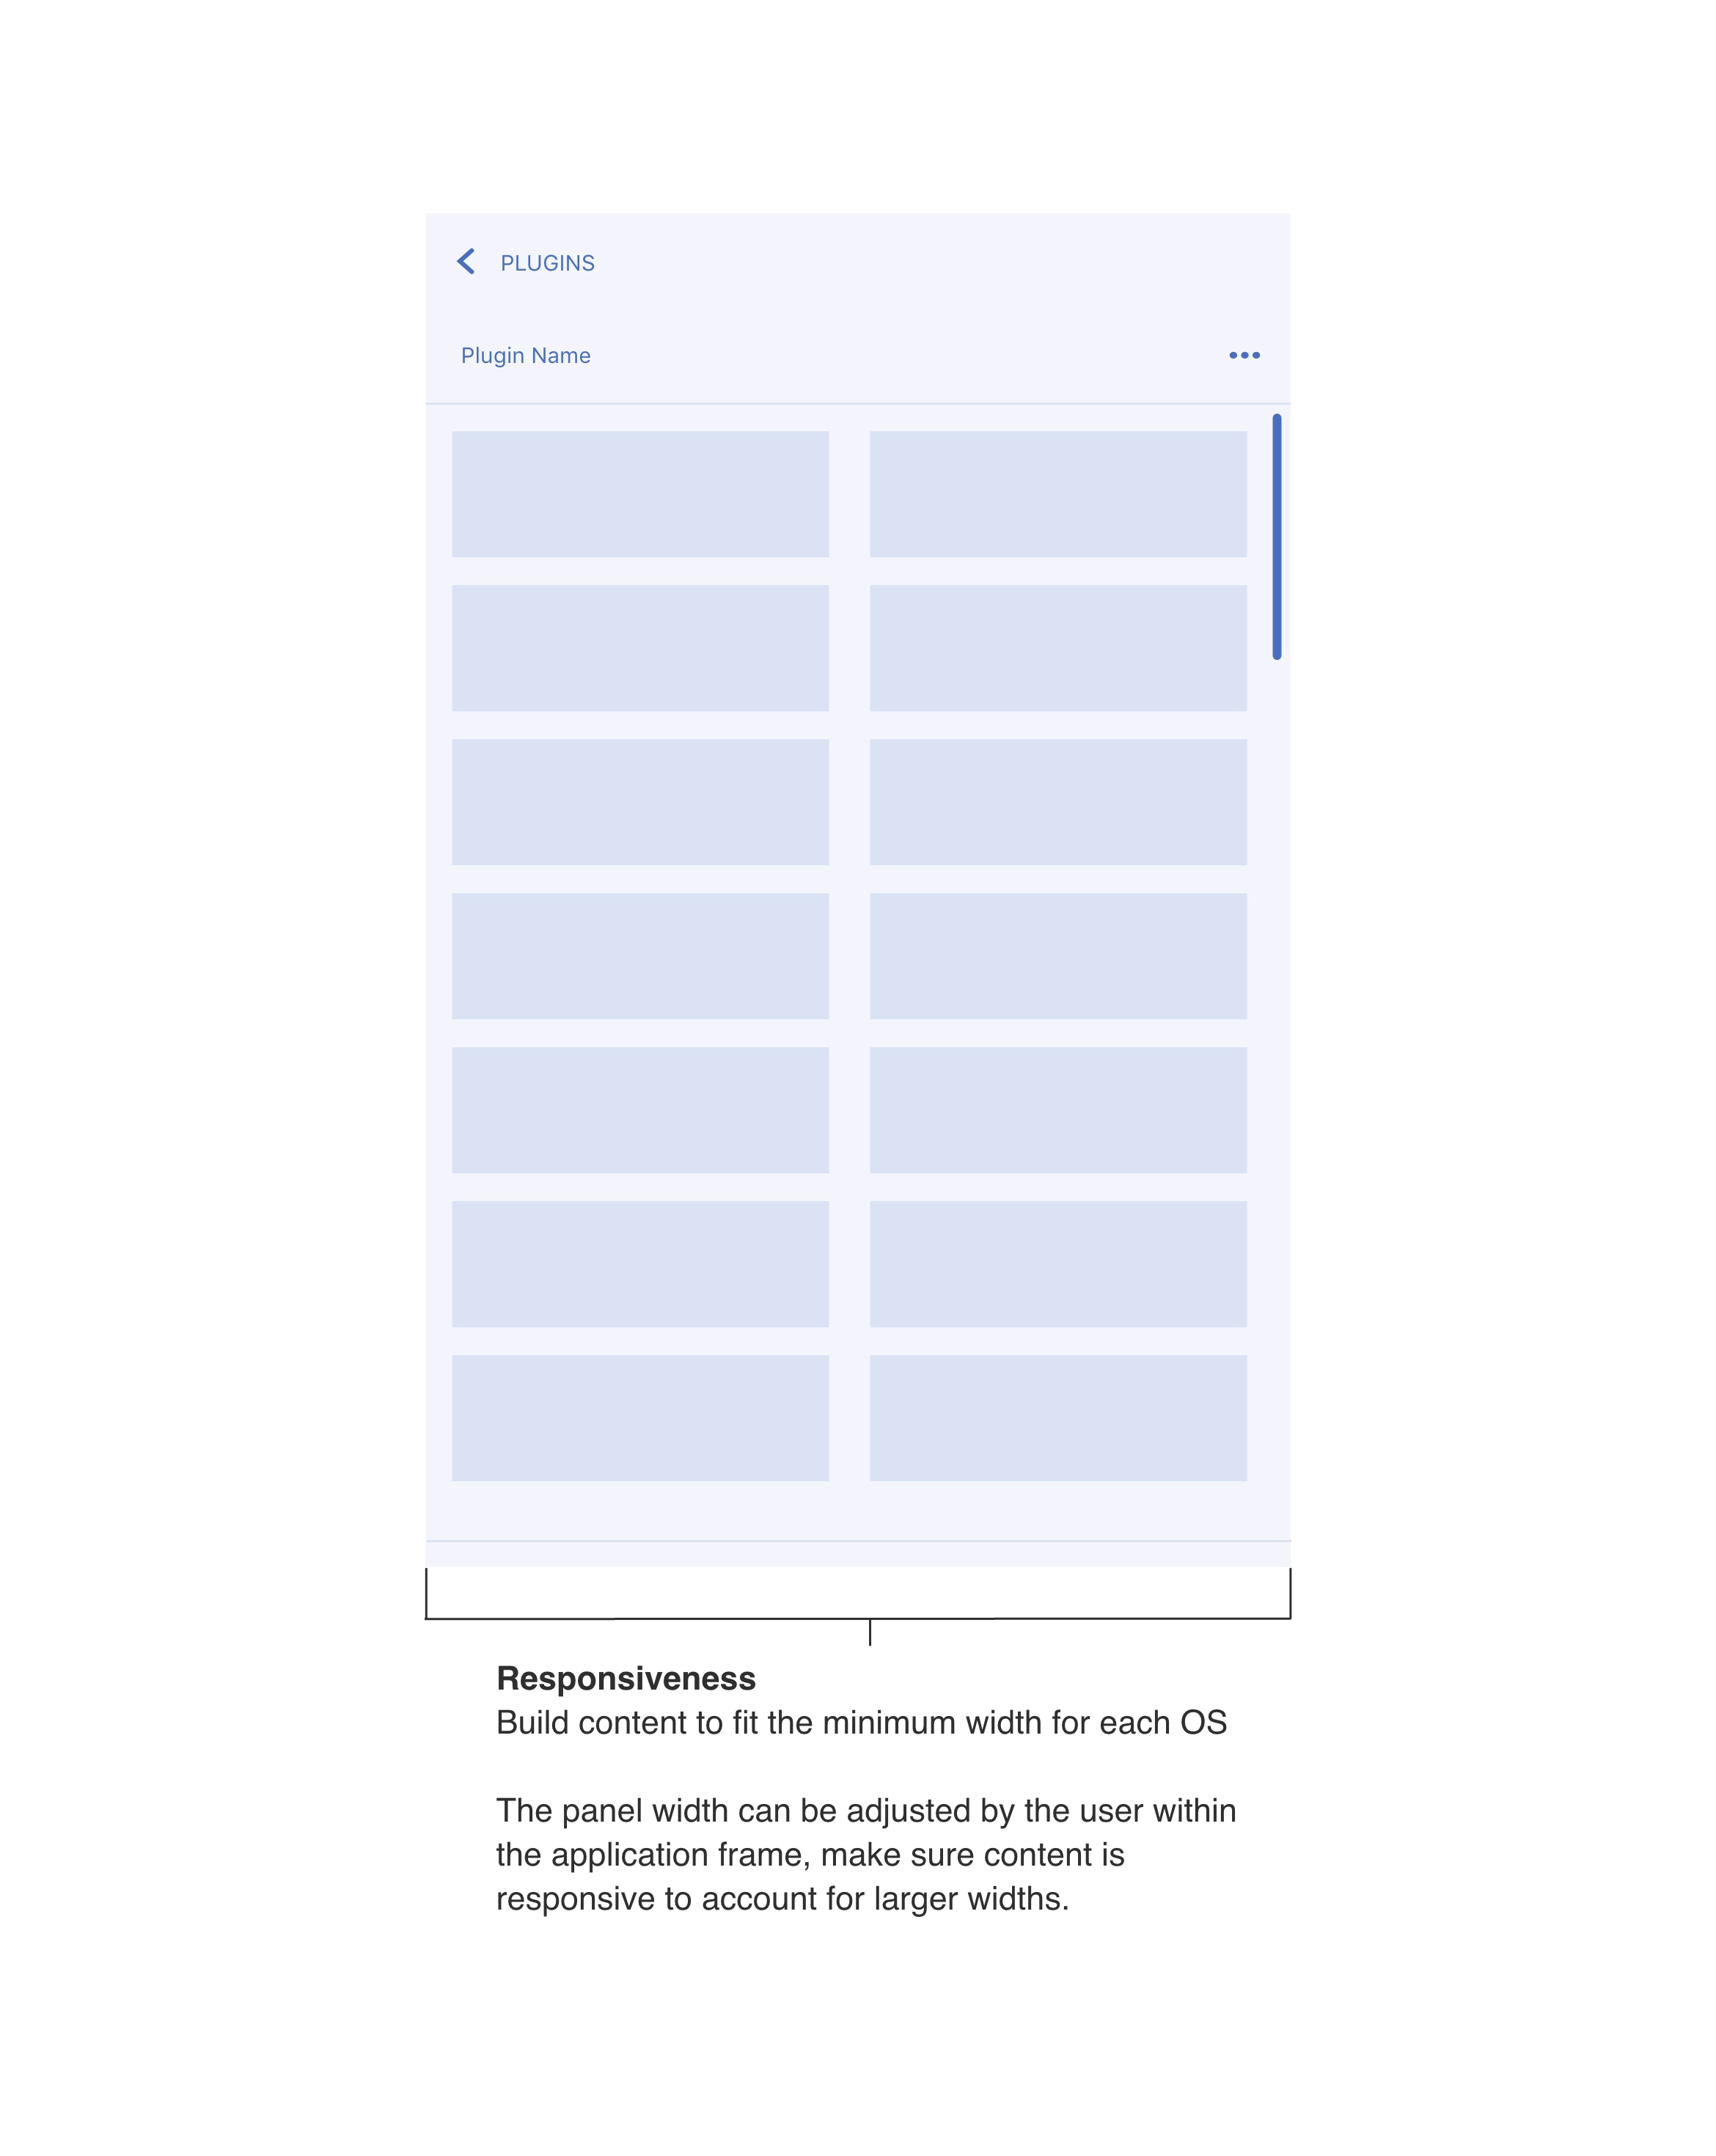 PLUGINS
Plugin Name
Responsiveness
Build content to fit the minimum width for each OS
The panel width can be adjusted by the user within
the application frame, make sure content is
responsive to account for larger widths.